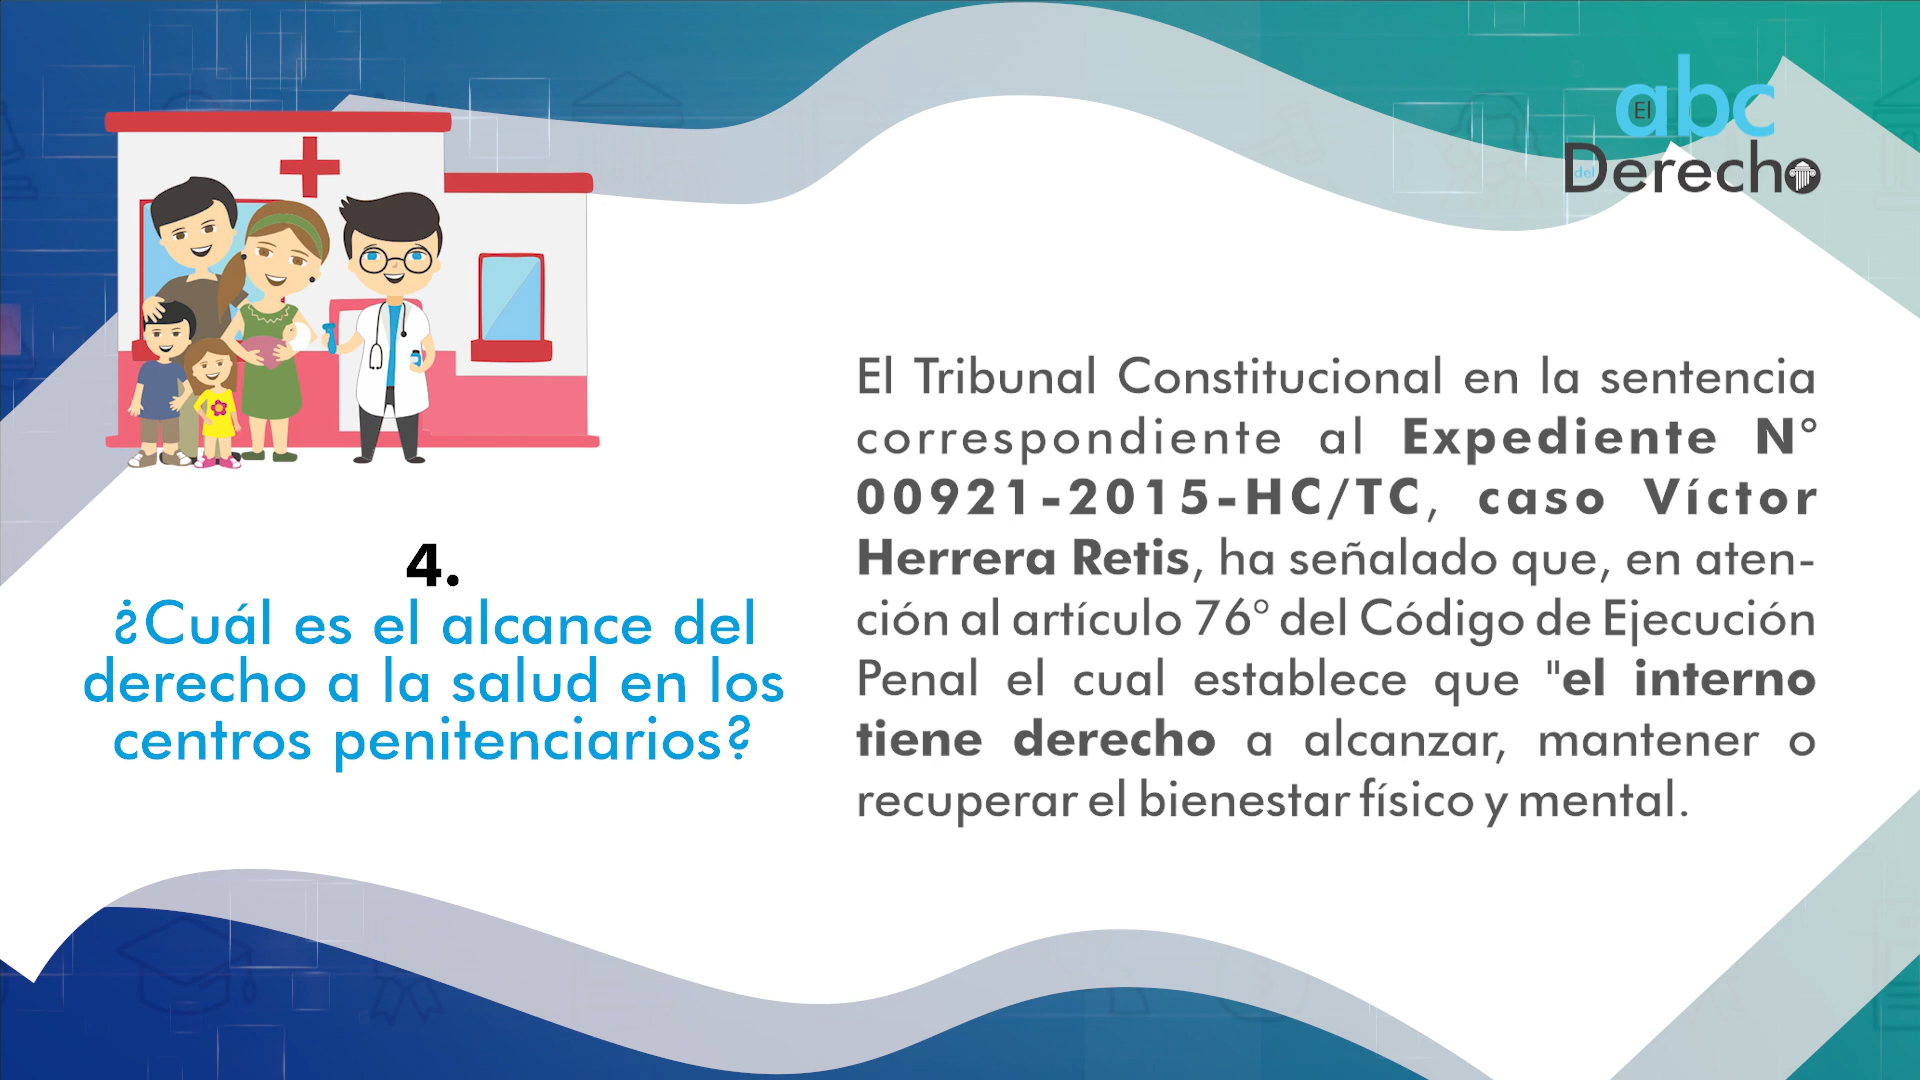 El abc
del Derecho
4.
¿Cuál es el alcance del
derecho a la salud en los
centros penitenciarios?
El Tribunal Constitucional en la sentencia
correspondiente al Expediente N°
00921-2015-HC/TC, caso Víctor
Herrera Retis, ha señalado que, en aten-
ción al artículo 76° del Código de Ejecución
Penal el cual establece que "el interno
tiene derecho a alcanzar, mantener o
recuperar el bienestar físico y mental.